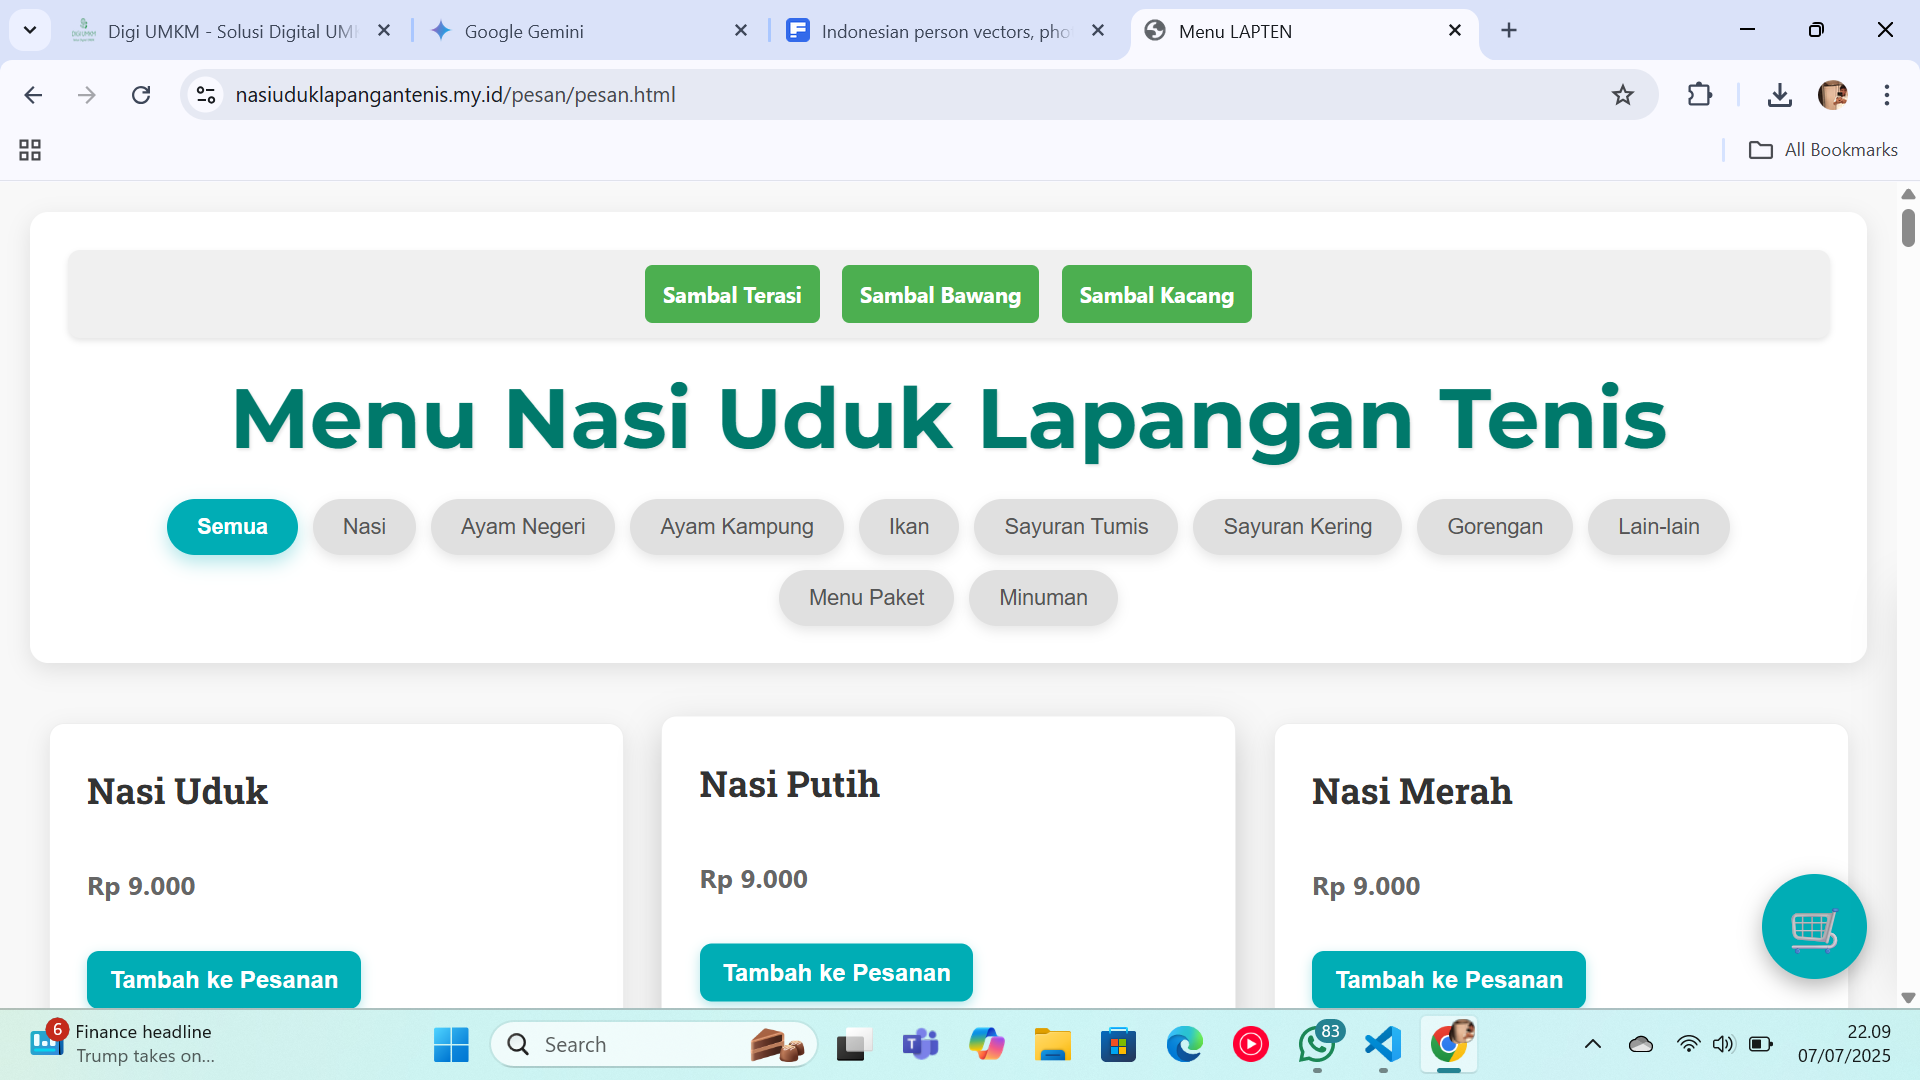 Digi UMKM - Solusi Digital UM
Google Gemini
Indonesian person vectors, pho
Menu LAPTEN
nasiuduklapangantenis.my.id/pesan/pesan.html
All Bookmarks
Sambal Terasi
Sambal Bawang
Sambal Kacang
Menu Nasi Uduk Lapangan Tenis
Semua
Nasi
Ayam Negeri
Ayam Kampung
Ikan
Sayuran Tumis
Sayuran Kering
Gorengan
Lain-lain
Menu Paket
Minuman
Nasi Uduk
Rp 9.000
Tambah ke Pesanan
Nasi Putih
Rp 9.000
Tambah ke Pesanan
Nasi Merah
Rp 9.000
Tambah ke Pesanan
6
Finance headline
Trump takes on...
Search
83
22.09
07/07/2025